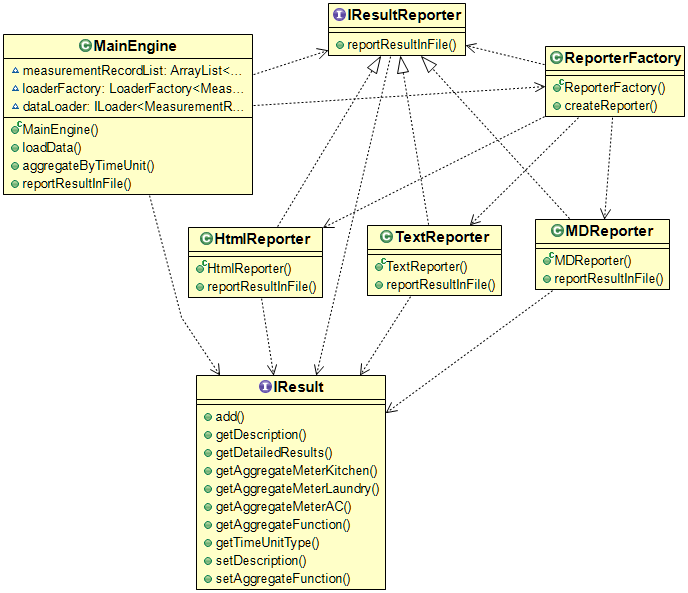 IResultReporter
reportResultInFile()
MainEngine
measurementRecordList: ArrayList<...
loaderFactory: LoaderFactory<Meas...
dataLoader: ILoader<MeasurementR...
MainEngine()
loadData()
aggregateByTimeUnit()
reportResultInFile()
ReporterFactory
ReporterFactory()
createReporter()
HtmlReporter
HtmlReporter()
reportResultInFile()
TextReporter
TextReporter()
reportResultInFile()
MDReporter
MDReporter()
reportResultInFile()
IResult
add()
getDescription()
getDetailedResults()
getAggregateMeterKitchen()
getAggregateMeterLaundry()
getAggregateMeterAC()
getAggregateFunction()
getTimeUnitType()
setDescription()
setAggregateFunction()